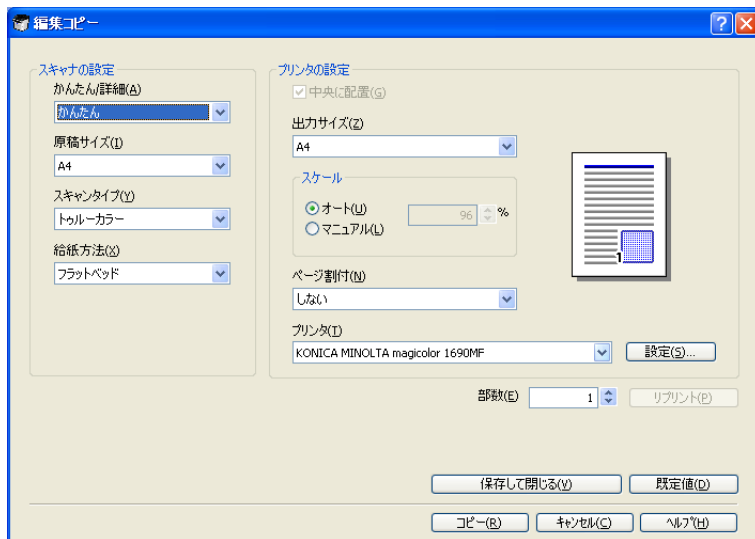 編集コピー
スキャナの設定
かんたん/詳細(A)
かんたん
原稿サイズ(I)
A4
スキャンタイプ(Y)
トゥルーカラー
給紙方法(X)
フラットベッド
プリンタの設定
中央に配置(G)
出力サイズ(Z)
A4
スケール
オート(U)
96 %
マニュアル(L)
1
ページ割付(N)
しない
プリンタ(T)
KONICA MINOLTA magicolor 1690MF
設定(S)...
部数(E) 1 リプリント(P)
保存して閉じる(V) 既定値(D)
コピー(R) キャンセル(C) ヘルプ(H)